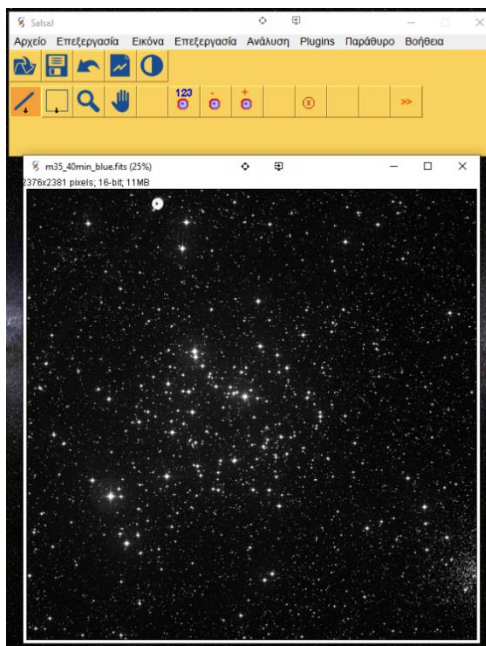 SalsaJ
Αρχείο Επεξεργασία Εικόνα Επεξεργασία Ανάλυση Plugins Παράθυρο Βοήθεια
123 - +
>>
m35_40min_blue.fits (25%)
2376x2381 pixels; 16-bit; 11MB